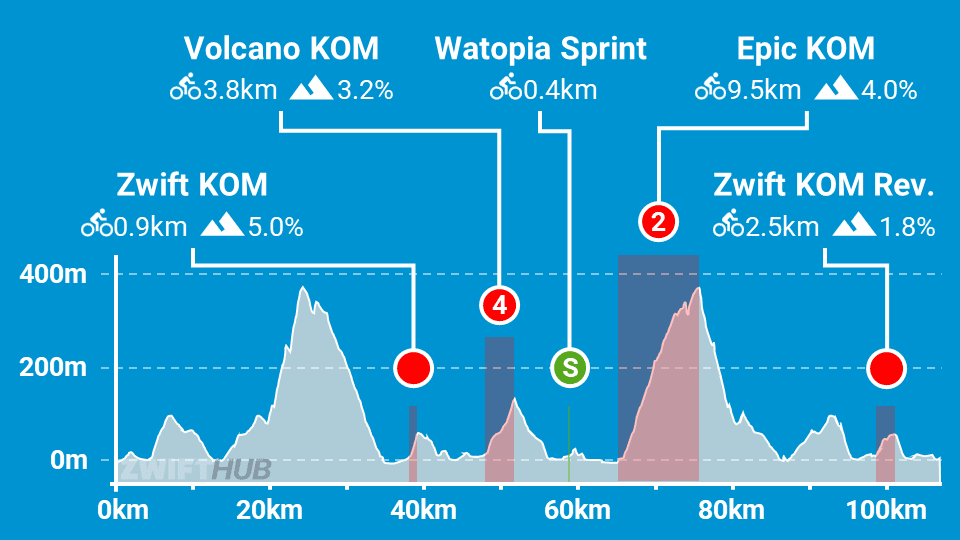 Volcano KOM
3.8km 3.2%
Watopia Sprint
0.4km
Epic KOM
9.5km 4.0%
Zwift KOM
0.9km 5.0%
Zwift KOM Rev.
2.5km 1.8%
2
4
S
400m
200m
0m
ZWIFTHUB
0km 20km 40km 60km 80km 100km